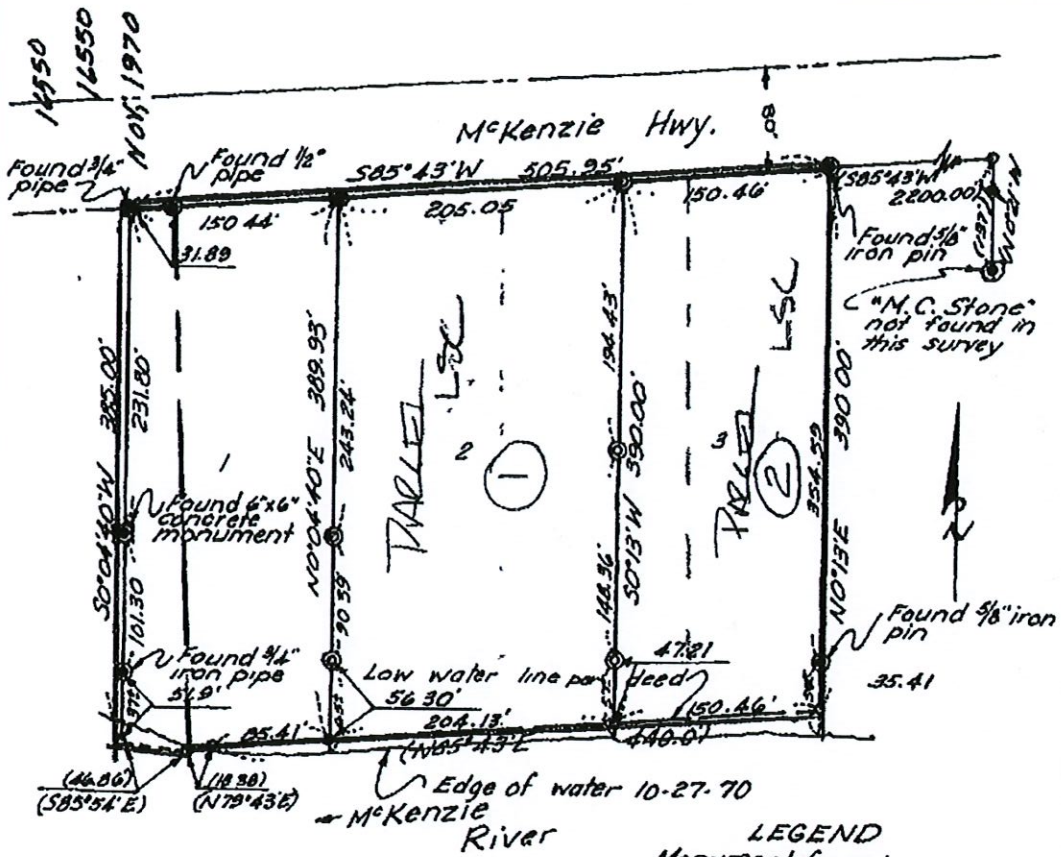 16550
16550
Nov, 1970
McKenzie Hwy.
80
Found 3/4"
pipe
Found 1/2"
pipe
S85°43'W 505.95'
150.44'
205.05
150.46'
S85°43'W
2200.00
N0°21'W
31.89
Found 5/8"
iron pin
"M.C. Stone"
not found in
this survey
S0°04'40"W 385.00'
231.80'
N0°04'40"E 389.93'
243.24'
194.43'
S0°13'W 390.00'
N0°13'E 390.00'
354.59
1
2
3
PARCEL
1
LSC
PARCEL
2
LSC
Found 6"x6"
concrete
monument
101.30
90.39
148.36'
Found 3/4"
iron pipe
51.9'
Found 5/8" iron
pin
35.41
Low water line per deed
47.21
56.30'
85.41'
204.13'
150.46'
(N85°43'E
440.0')
(46.86)
(S85°54'E)
(18.38)
(N79°43'E)
Edge of water 10-27-70
McKenzie
River
LEGEND